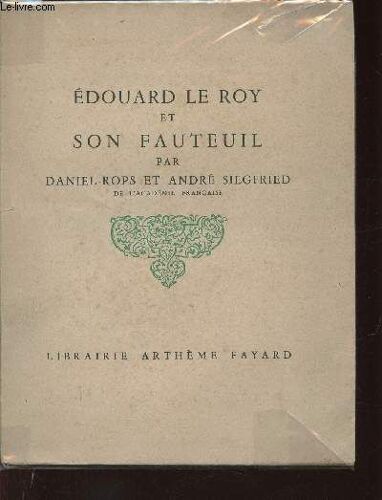 Le-livre.com
ÉDOUARD LE ROY
ET
SON FAUTEUIL
PAR
DANIEL-ROPS ET ANDRÉ SIEGFRIED
DE L'ACADÉMIE FRANÇAISE
LIBRAIRIE ARTHÈME FAYARD